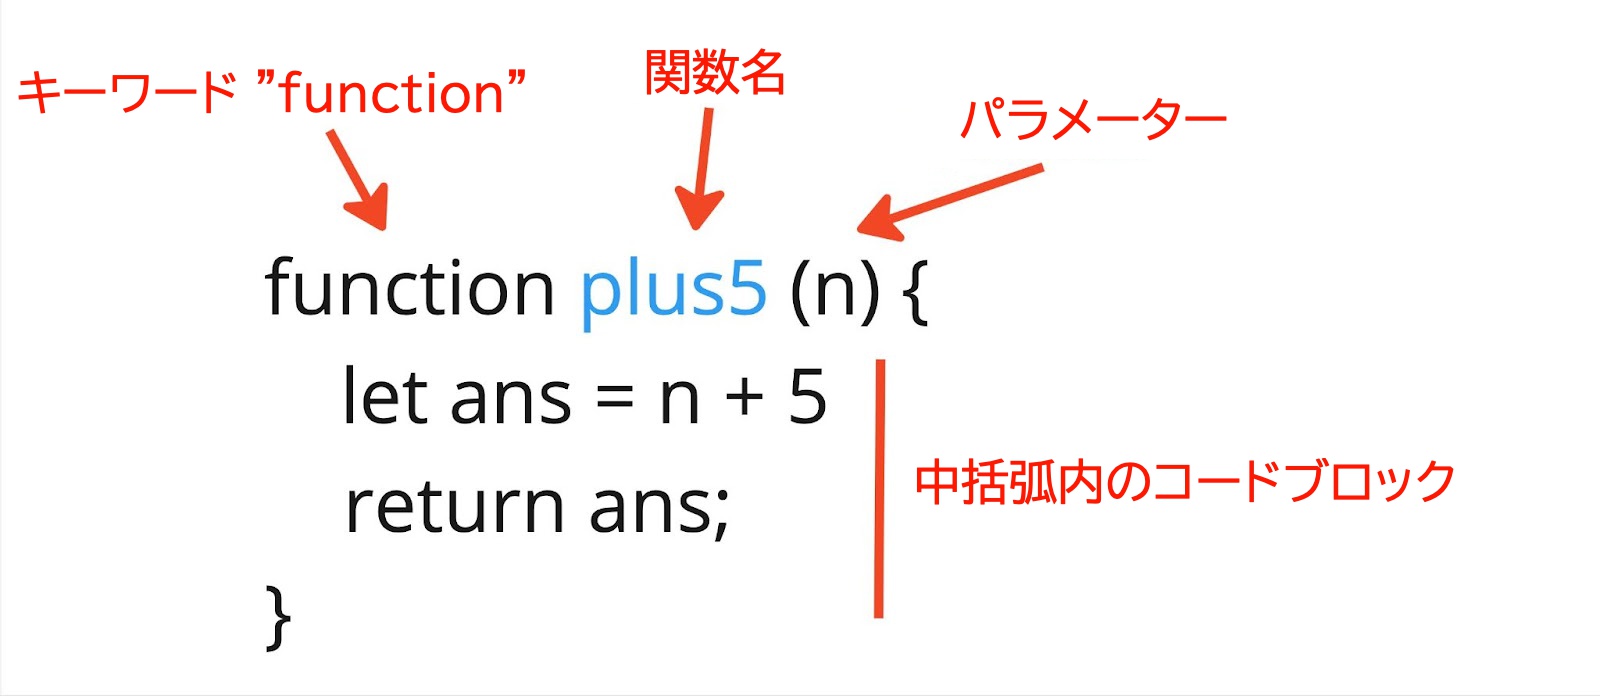 キーワード ”function”
関数名
パラメーター
function plus5 (n) {
let ans = n + 5
return ans;
}
中括弧内のコードブロック